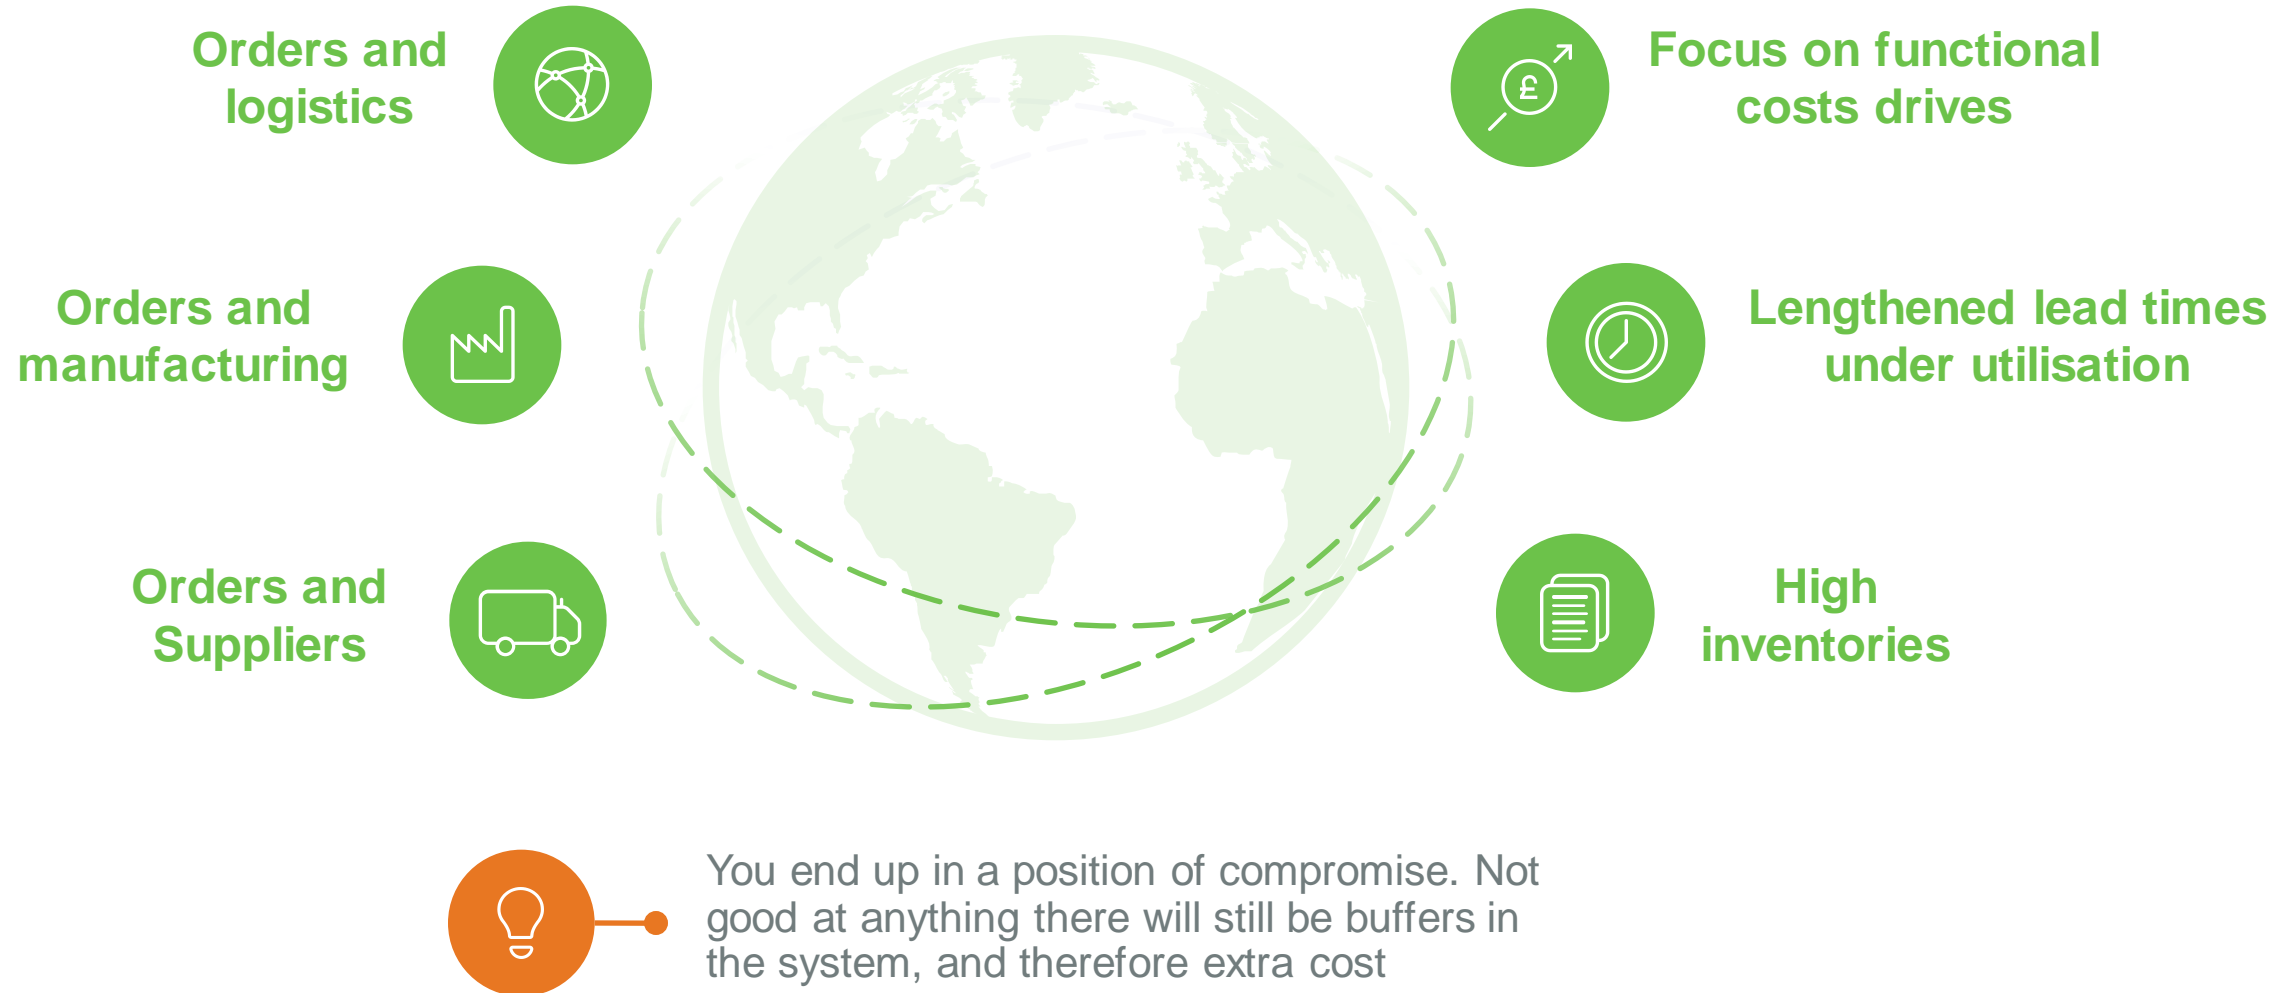 Orders and
logistics
Orders and
manufacturing
Orders and
Suppliers
£
Focus on functional
costs drives
Lengthened lead times
under utilisation
High
inventories
You end up in a position of compromise. Not
good at anything there will still be buffers in
the system, and therefore extra cost